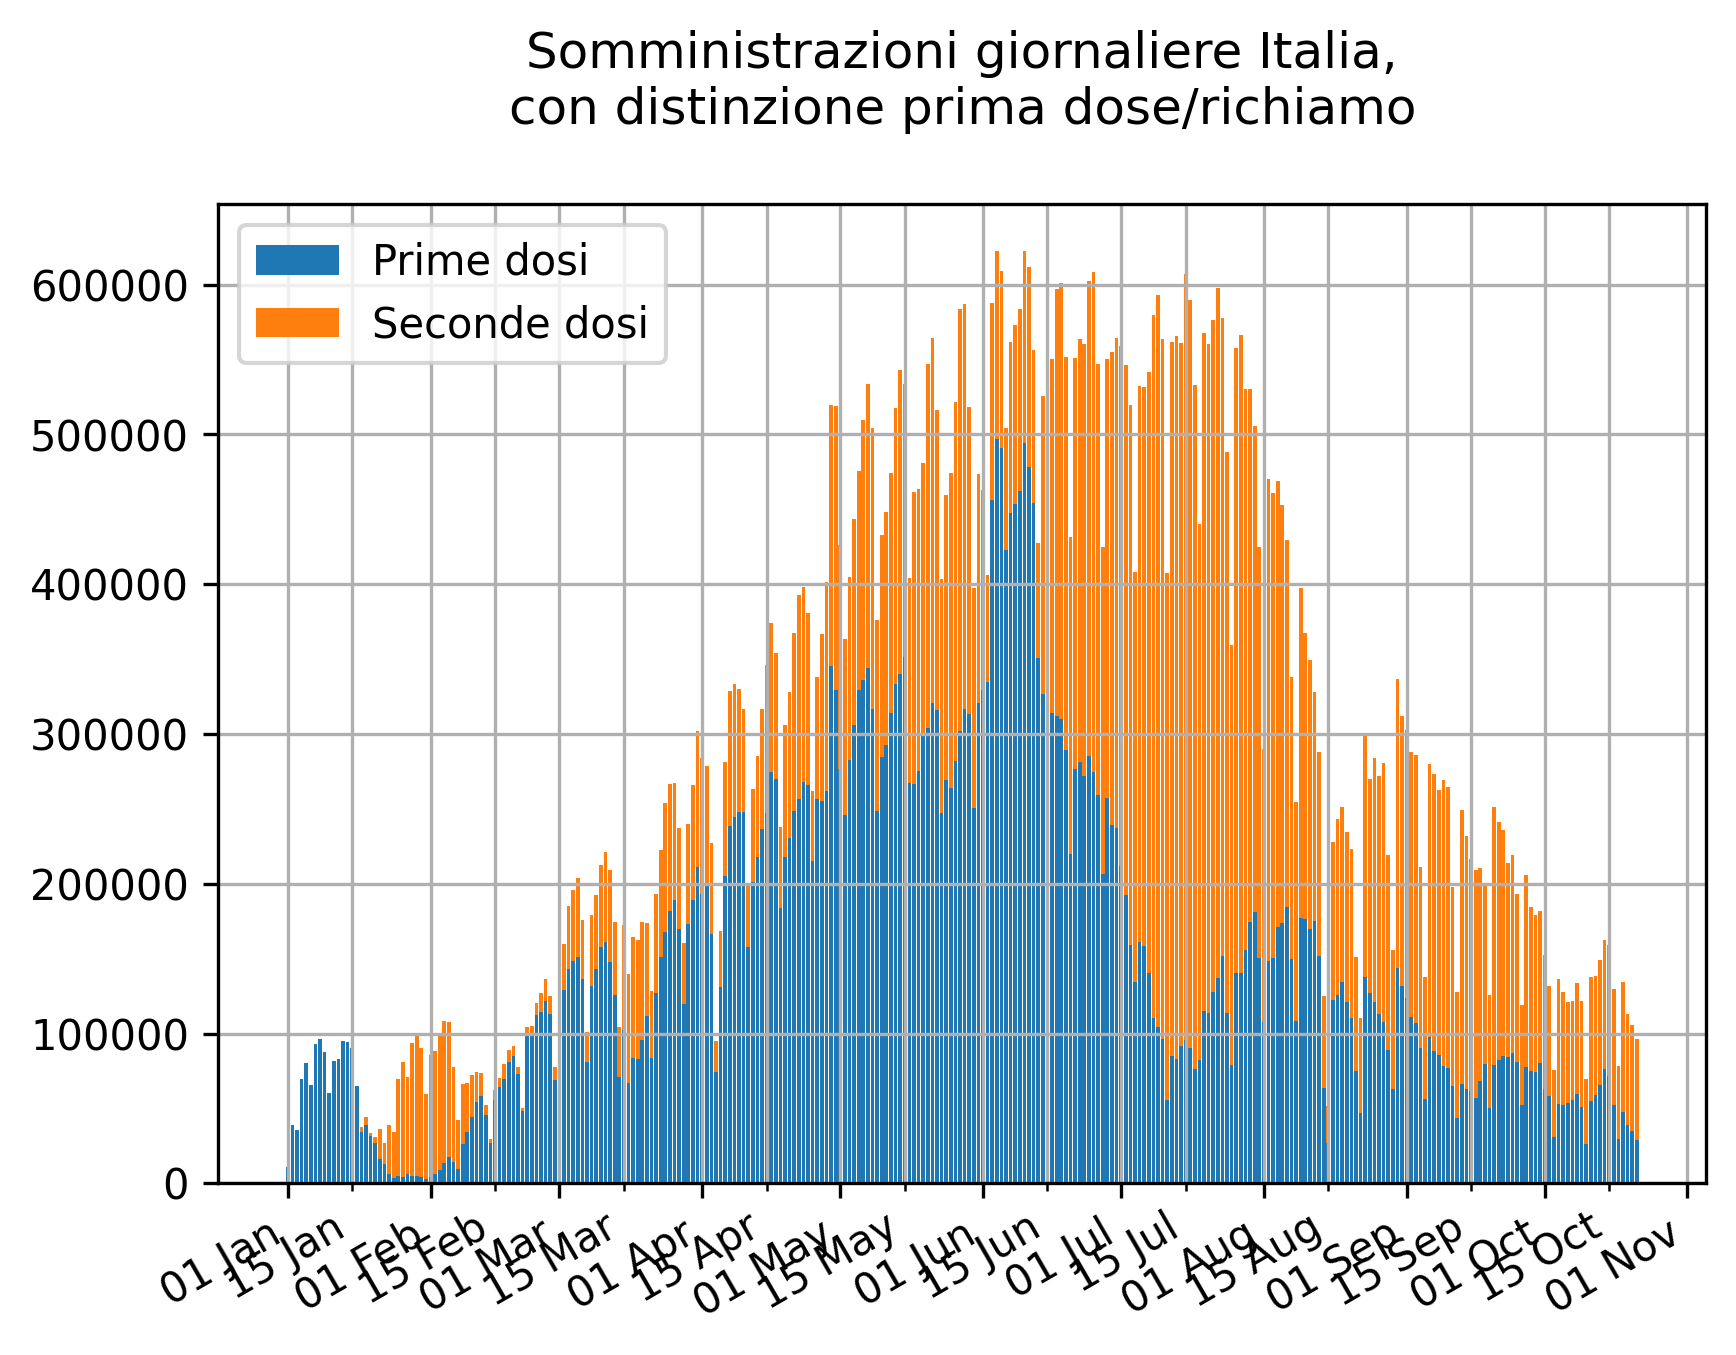 Somministrazioni giornaliere Italia,
con distinzione prima dose/richiamo
Prime dosi
Seconde dosi
600000
500000
400000
300000
200000
100000
0
01 Jan
15 Jan
01 Feb
15 Feb
01 Mar
15 Mar
01 Apr
15 Apr
01 May
15 May
01 Jun
15 Jun
01 Jul
15 Jul
01 Aug
15 Aug
01 Sep
15 Sep
01 Oct
15 Oct
01 Nov